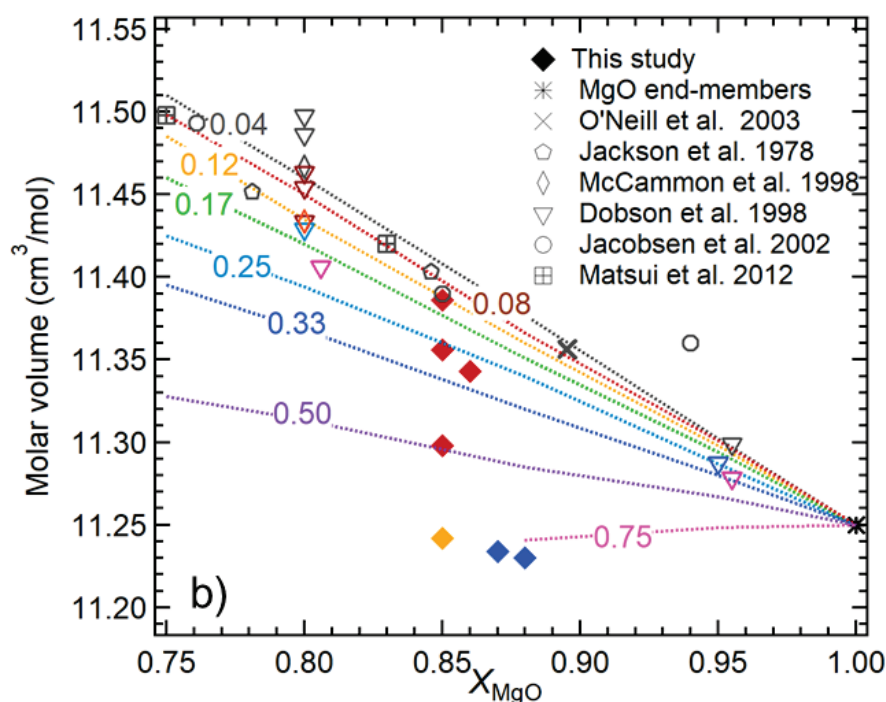 11.55
11.50
11.45
11.40
11.35
11.30
11.25
11.20
Molar volume (cm³/mol)
This study
MgO end-members
O'Neill et al. 2003
Jackson et al. 1978
McCammon et al. 1998
Dobson et al. 1998
Jacobsen et al. 2002
Matsui et al. 2012
0.04
0.12
0.17
0.25
0.08
0.33
0.50
0.75
b)
0.75
0.80
0.85
0.90
0.95
1.00
XMgO